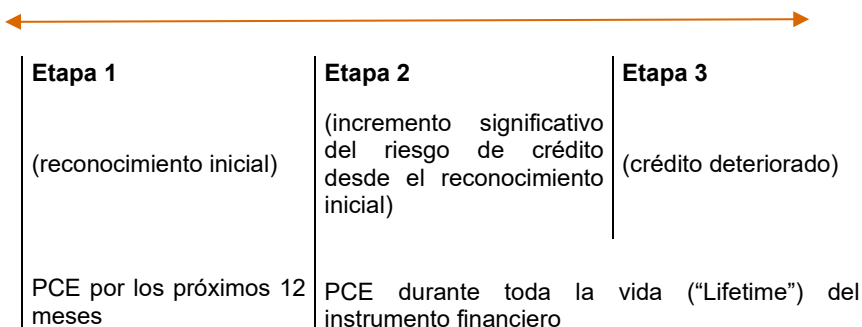 Etapa 1
(reconocimiento inicial)
Etapa 2
(incremento significativo
del riesgo de crédito
desde el reconocimiento
inicial)
Etapa 3
(crédito deteriorado)
PCE por los próximos 12
meses
PCE durante toda la vida (“Lifetime”) del
instrumento financiero